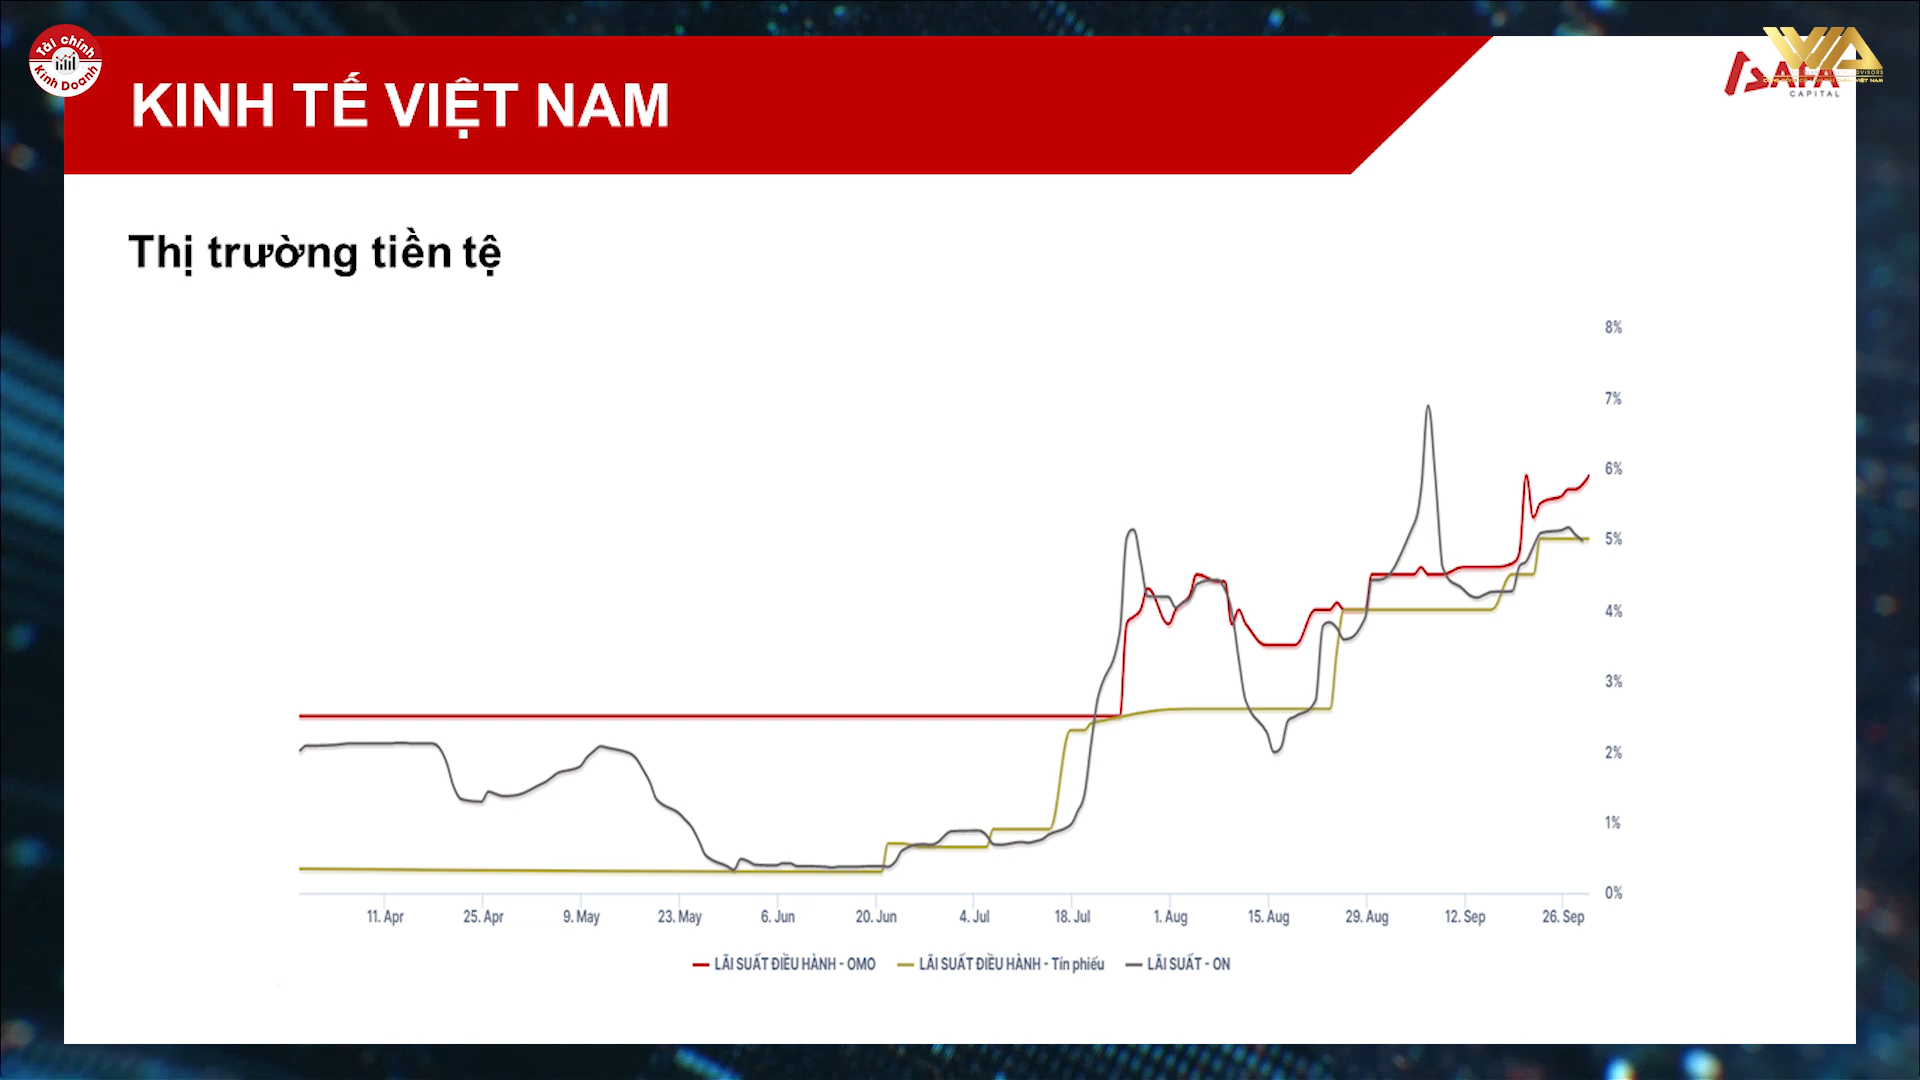 Tài chính
Kinh Doanh
KINH TẾ VIỆT NAM
AFA
CAPITAL
VWA
Thị trường tiền tệ
8%
7%
6%
5%
4%
3%
2%
1%
0%
11. Apr 25. Apr 9. May 23. May 6. Jun 20. Jun 4. Jul 18. Jul 1. Aug 15. Aug 29. Aug 12. Sep 26. Sep
LÃI SUẤT ĐIỀU HÀNH - OMO LÃI SUẤT ĐIỀU HÀNH - Tín phiếu LÃI SUẤT - ON